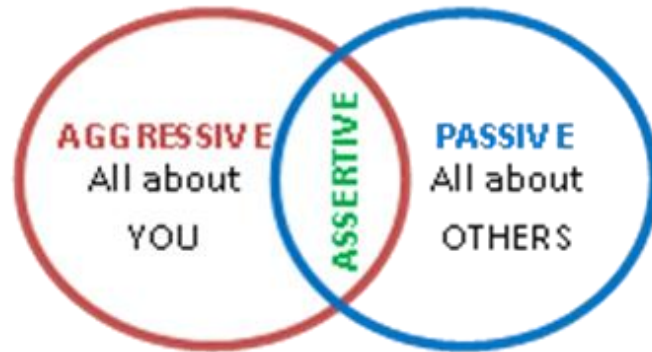 AGGRESSIVE
All about
YOU
ASSERTIVE
PASSIVE
All about
OTHERS